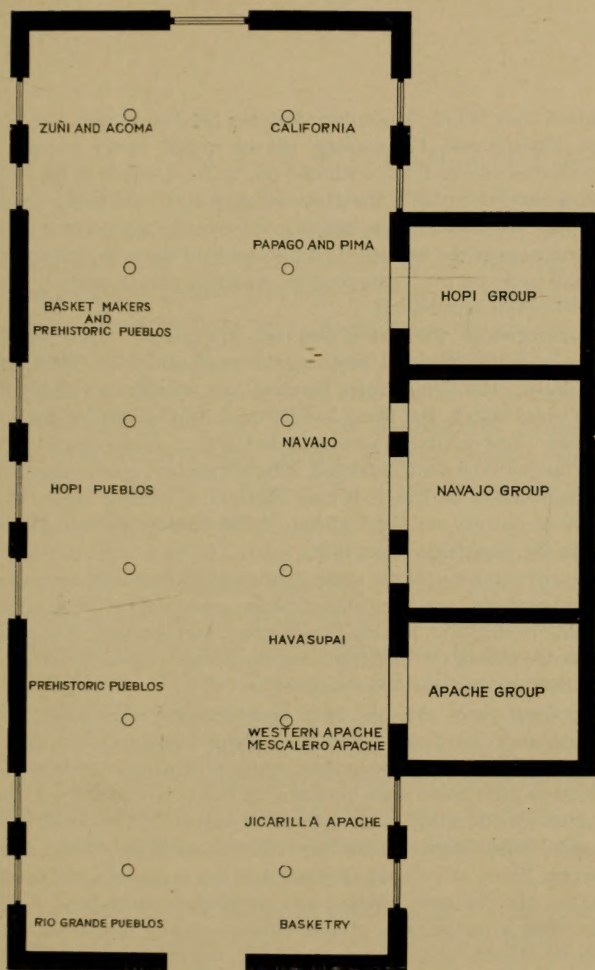 ZUÑI AND ACOMA
CALIFORNIA
PAPAGO AND PIMA
HOPI GROUP
BASKET MAKERS
AND
PREHISTORIC PUEBLOS
NAVAJO
HOPI PUEBLOS
NAVAJO GROUP
HAVASUPAI
PREHISTORIC PUEBLOS
APACHE GROUP
WESTERN APACHE
MESCALERO APACHE
JICARILLA APACHE
RIO GRANDE PUEBLOS
BASKETRY